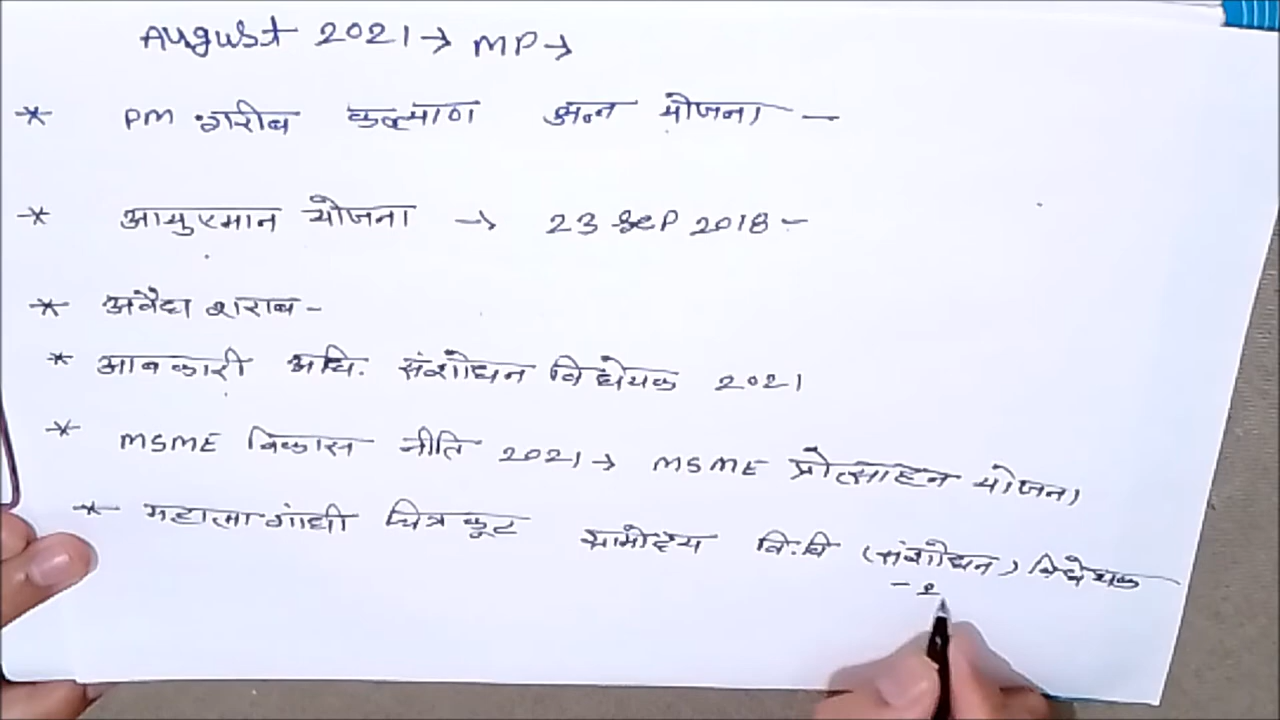 August 2021 → MP →
* PM गरीब कल्याण अन्न योजना –
* आयुष्मान योजना → 23 Sep 2018 –
* अवैध शराब –
* आबकारी अधि. संशोधन विधेयक 2021
* MSME विकास नीति 2021 → MSME प्रोत्साहन योजना
* महात्मा गांधी चित्रकूट ग्रामोदय वि.वि (संशोधन) विधेयक
– 2